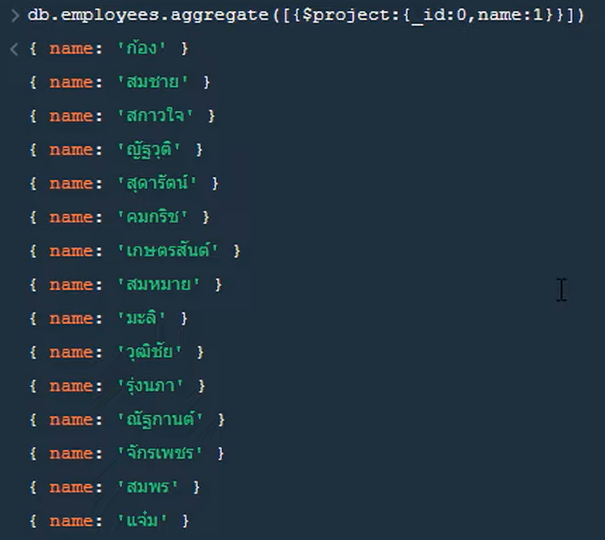 > db.employees.aggregate([{$project:{_id:0,name:1}}])
< { name: 'ก้อง' }
{ name: 'สมชาย' }
{ name: 'สกาวใจ' }
{ name: 'ญัฐวุติ' }
{ name: 'สุดารัตน์' }
{ name: 'คมกริช' }
{ name: 'เกษตรสันต์' }
{ name: 'สมหมาย' }
{ name: 'มะลิ' }
{ name: 'วุฒิชัย' }
{ name: 'รุ่งนภา' }
{ name: 'ณัฐกานต์' }
{ name: 'จักรเพชร' }
{ name: 'สมพร' }
{ name: 'แจ๋ม' }